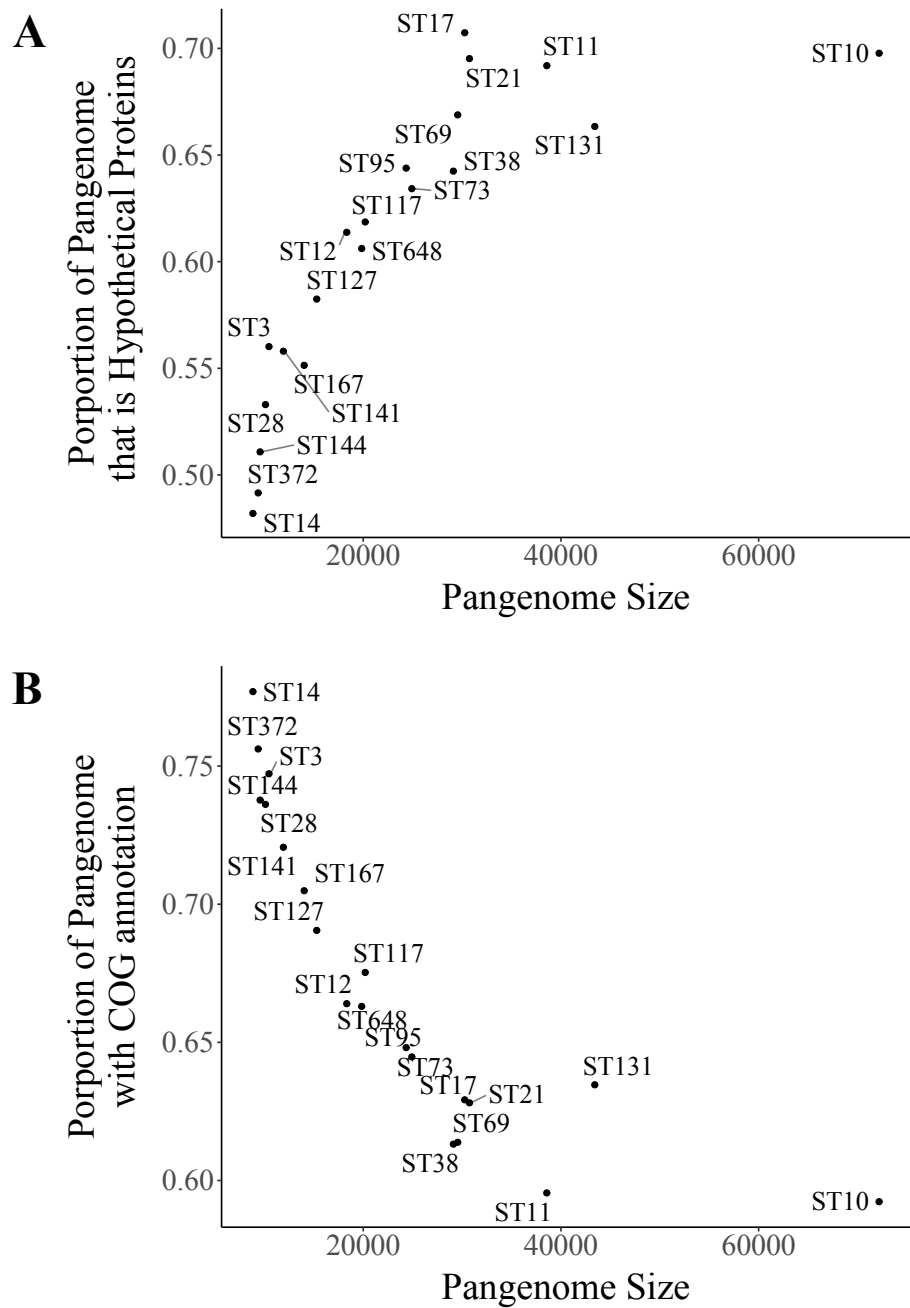 A
Porportion of Pangenome
that is Hypothetical Proteins
0.70
0.65
0.60
0.55
0.50
ST17
ST11
ST10
ST21
ST69
ST131
ST95
ST38
ST73
ST117
ST12
ST648
ST127
ST3
ST167
ST141
ST28
ST144
ST372
ST14
20000
40000
60000
Pangenome Size
B
Porportion of Pangenome
with COG annotation
0.75
0.70
0.65
0.60
ST14
ST372
ST3
ST144
ST28
ST141
ST167
ST127
ST117
ST12
ST648
ST95
ST73
ST131
ST17
ST21
ST69
ST38
ST11
ST10
20000
40000
60000
Pangenome Size